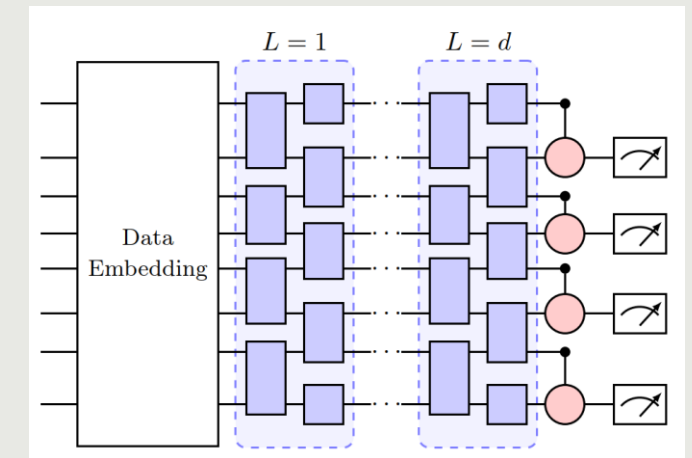 L = 1
L = d
Data
Embedding